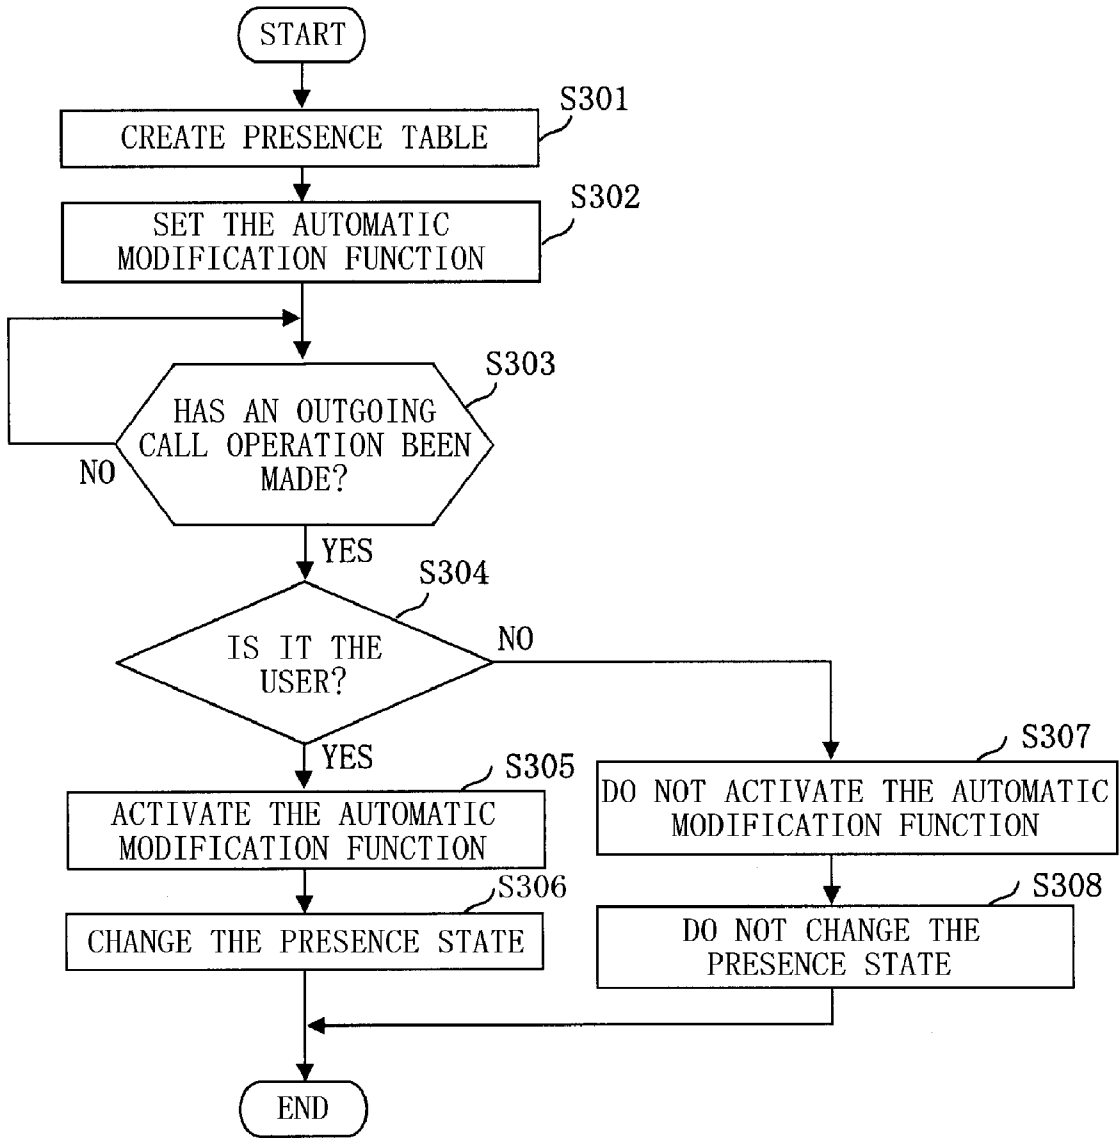 START
S301
CREATE PRESENCE TABLE
S302
SET THE AUTOMATIC
MODIFICATION FUNCTION
S303
HAS AN OUTGOING
CALL OPERATION BEEN
MADE?
NO
YES
S304
IS IT THE
USER?
NO
YES
S305
ACTIVATE THE AUTOMATIC
MODIFICATION FUNCTION
S306
CHANGE THE PRESENCE STATE
S307
DO NOT ACTIVATE THE AUTOMATIC
MODIFICATION FUNCTION
S308
DO NOT CHANGE THE
PRESENCE STATE
END